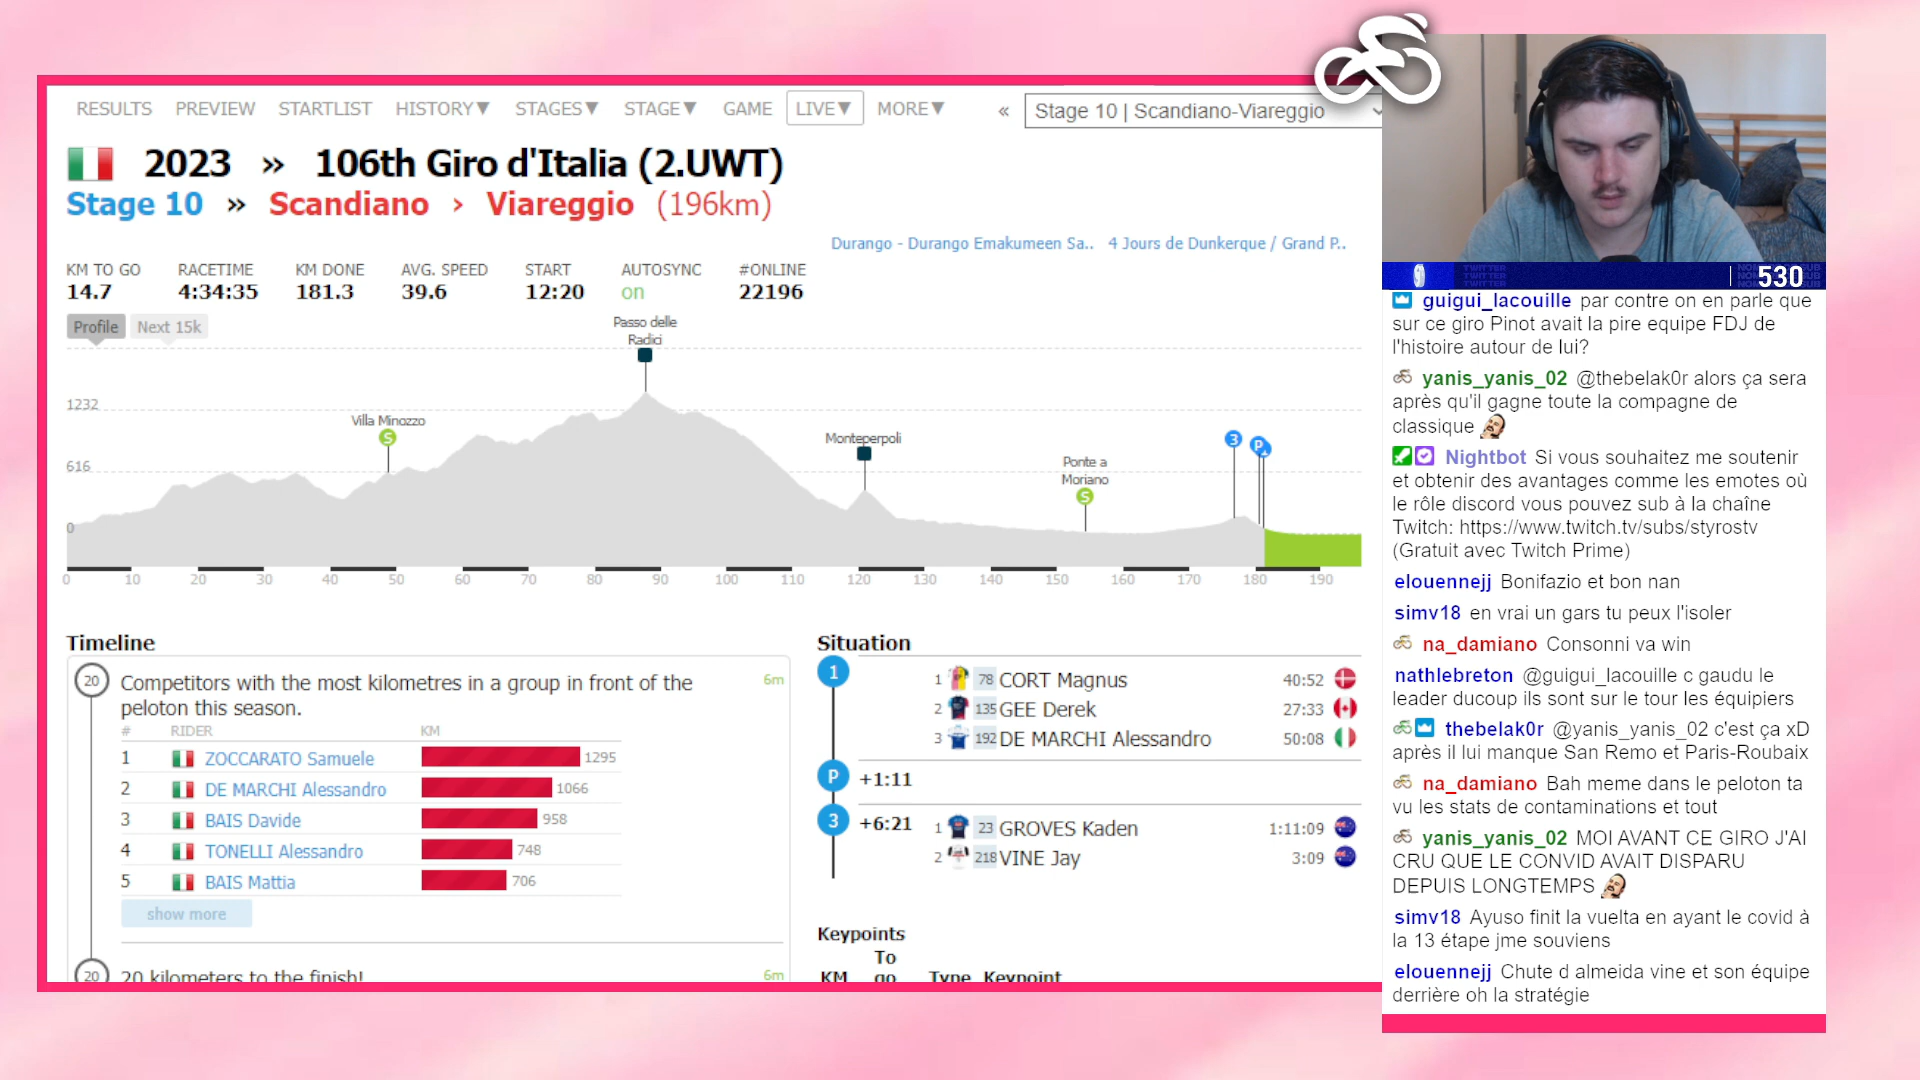 RESULTS PREVIEW STARTLIST HISTORY▼ STAGES▼ STAGE▼ GAME LIVE▼ MORE▼ « Stage 10 | Scandiano-Viareggio
2023 » 106th Giro d'Italia (2.UWT)
Stage 10 » Scandiano › Viareggio (196km)
Durango - Durango Emakumeen Sa.. 4 Jours de Dunkerque / Grand P..
KM TO GO RACETIME KM DONE AVG. SPEED START AUTOSYNC #ONLINE
14.7 4:34:35 181.3 39.6 12:20 on 22196
Profile Next 15k
Passo delle
Radici
1232
Villa Minozzo
S
Monteperpoli
3 P
616
Ponte a
Moriano
S
0
0 10 20 30 40 50 60 70 80 90 100 110 120 130 140 150 160 170 180 190
Timeline
20 Competitors with the most kilometres in a group in front of the 6m
peloton this season.
# RIDER KM
1 ZOCCARATO Samuele 1295
2 DE MARCHI Alessandro 1066
3 BAIS Davide 958
4 TONELLI Alessandro 748
5 BAIS Mattia 706
show more
20 20 kilometers to the finish! 6m
Situation
1 1 78 CORT Magnus 40:52
2 135 GEE Derek 27:33
3 192 DE MARCHI Alessandro 50:08
P +1:11
3 +6:21 1 23 GROVES Kaden 1:11:09
2 218 VINE Jay 3:09
Keypoints
To
KM go Type Keypoint
TWITTER
TWITTER
TWITTER
530
guigui_lacouille par contre on en parle que
sur ce giro Pinot avait la pire equipe FDJ de
l'histoire autour de lui?
yanis_yanis_02 @thebelak0r alors ça sera
après qu'il gagne toute la compagne de
classique
Nightbot Si vous souhaitez me soutenir
et obtenir des avantages comme les emotes où
le rôle discord vous pouvez sub à la chaîne
Twitch: https://www.twitch.tv/subs/styrostv
(Gratuit avec Twitch Prime)
elouennejj Bonifazio et bon nan
simv18 en vrai un gars tu peux l'isoler
na_damiano Consonni va win
nathlebreton @guigui_lacouille c gaudu le
leader ducoup ils sont sur le tour les équipiers
thebelak0r @yanis_yanis_02 c'est ça xD
après il lui manque San Remo et Paris-Roubaix
na_damiano Bah meme dans le peloton ta
vu les stats de contaminations et tout
yanis_yanis_02 MOI AVANT CE GIRO J'AI
CRU QUE LE CONVID AVAIT DISPARU
DEPUIS LONGTEMPS
simv18 Ayuso finit la vuelta en ayant le covid à
la 13 étape jme souviens
elouennejj Chute d almeida vine et son équipe
derrière oh la stratégie